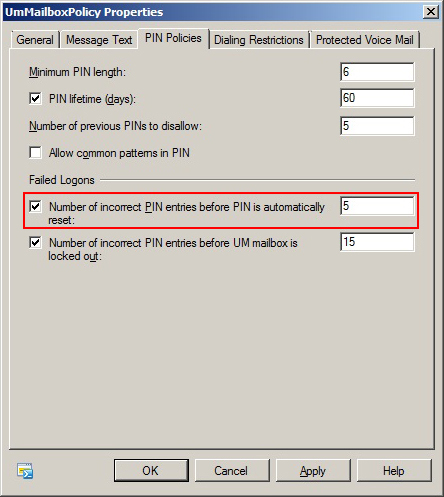 UmMailboxPolicy Properties
General Message Text PIN Policies Dialing Restrictions Protected Voice Mail
Minimum PIN length: 6
PIN lifetime (days): 60
Number of previous PINs to disallow: 5
Allow common patterns in PIN
Failed Logons
Number of incorrect PIN entries before PIN is automatically 5
reset:
Number of incorrect PIN entries before UM mailbox is 15
locked out:
OK Cancel Apply Help